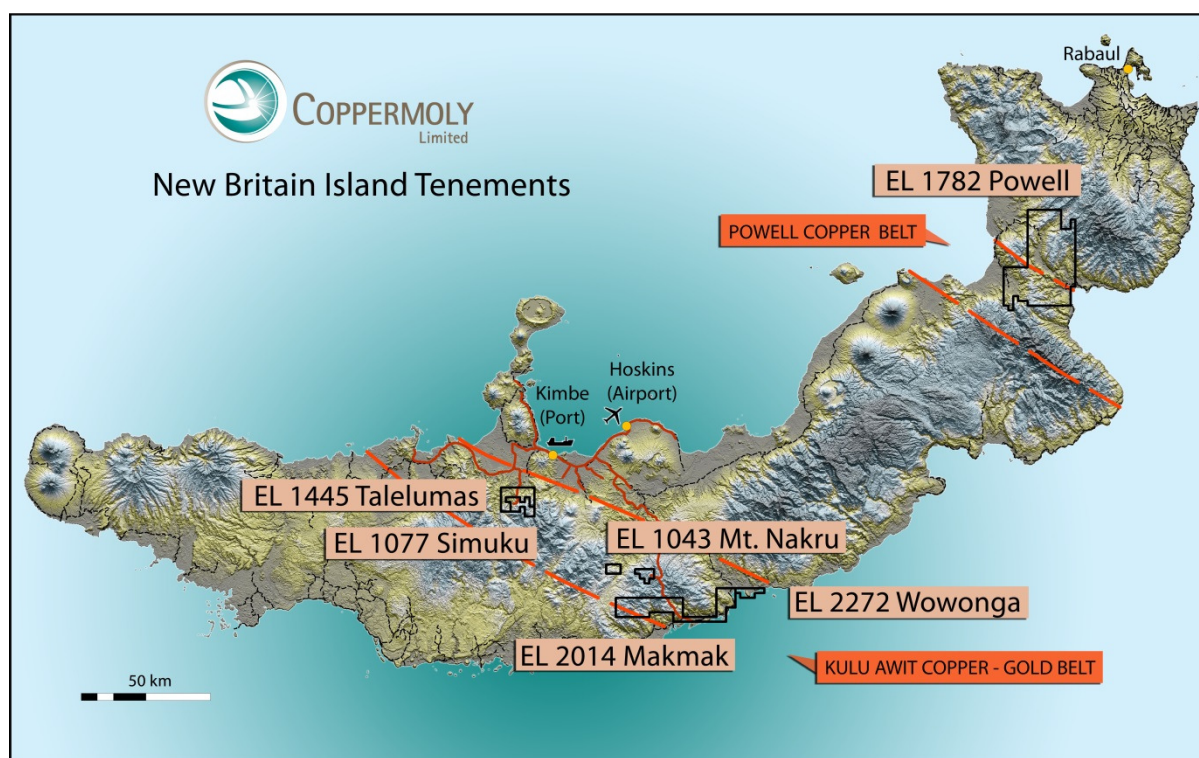 COPPERMOLY
Limited
New Britain Island Tenements
Rabaul
EL 1782 Powell
POWELL COPPER BELT
Hoskins
(Airport)
Kimbe
(Port)
EL 1445 Talelumas
EL 1077 Simuku
EL 1043 Mt. Nakru
EL 2272 Wowonga
EL 2014 Makmak
KULU AWIT COPPER - GOLD BELT
50 km